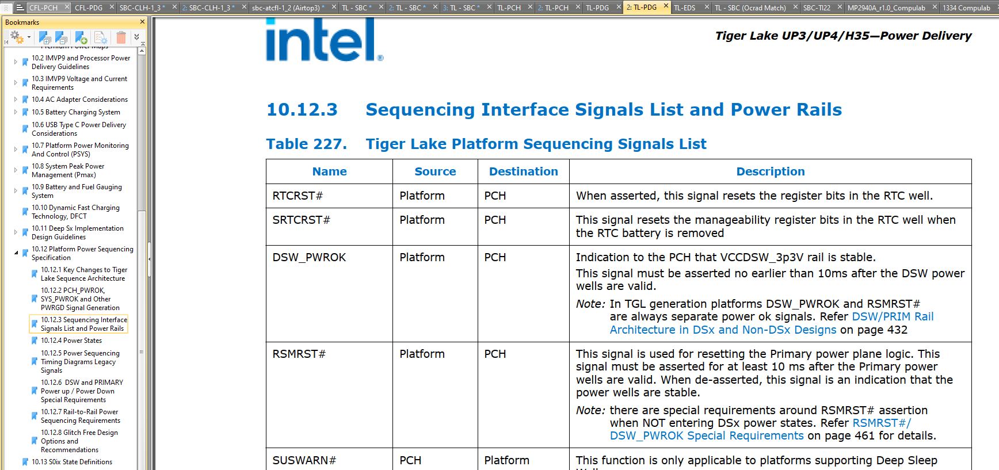 CFL-PCH
CFL-PDG
SBC-CLH-1_3 *
2: SBC-CLH-1_3 *
sbc-atcfl-1_2 (Airtop3) *
TL - SBC *
2: TL - SBC *
3: TL - SBC *
TL-PCH
2: TL-PCH
TL-PDG
2: TL-PDG
TL-EDS
TL - SBC (Ocrad Match)
SBC-TI22
MP2940A_r1.0_Compulab
1334 Compulab
Bookmarks
Premium Power Maps
10.2 IMVP9 and Processor Power
Delivery Guidelines
10.3 IMVP9 Voltage and Current
Requirements
10.4 AC Adapter Considerations
10.5 Battery Charging System
10.6 USB Type C Power Delivery
Considerations
10.7 Platform Power Monitoring
And Control (PSYS)
10.8 System Peak Power
Management (Pmax)
10.9 Battery and Fuel Gauging
System
10.10 Dynamic Fast Charging
Technology, DFCT
10.11 Deep Sx Implementation
Design Guidelines
10.12 Platform Power Sequencing
Specification
10.12.1 Key Changes to Tiger
Lake Sequence Architecture
10.12.2 PCH_PWROK,
SYS_PWROK and Other
PWRGD Signal Generation
10.12.3 Sequencing Interface
Signals List and Power Rails
10.12.4 Power States
10.12.5 Power Sequencing
Timing Diagrams Legacy
Signals
10.12.6 DSW and PRIMARY
Power up / Power Down
Special Requirements
10.12.7 Rail-to-Rail Power
Sequencing Requirements
10.12.8 Glitch Free Design
Options and
Recommendations
10.13 S0ix State Definitions
intel®
Tiger Lake UP3/UP4/H35—Power Delivery
10.12.3 Sequencing Interface Signals List and Power Rails
Table 227. Tiger Lake Platform Sequencing Signals List
Name Source Destination Description
RTCRST# Platform PCH When asserted, this signal resets the register bits in the RTC well.
SRTCRST# Platform PCH This signal resets the manageability register bits in the RTC well when
the RTC battery is removed
DSW_PWROK Platform PCH Indication to the PCH that VCCDSW_3p3V rail is stable.
This signal must be asserted no earlier than 10ms after the DSW power
wells are valid.
Note: In TGL generation platforms DSW_PWROK and RSMRST#
are always separate power ok signals. Refer DSW/PRIM Rail
Architecture in DSx and Non-DSx Designs on page 432
RSMRST# Platform PCH This signal is used for resetting the Primary power plane logic. This
signal must be asserted for at least 10 ms after the Primary power
wells are valid. When de-asserted, this signal is an indication that the
power wells are stable.
Note: there are special requirements around RSMRST# assertion
when NOT entering DSx power states. Refer RSMRST#/
DSW_PWROK Special Requirements on page 461 for details.
SUSWARN# PCH Platform This function is only applicable to platforms supporting Deep Sleep